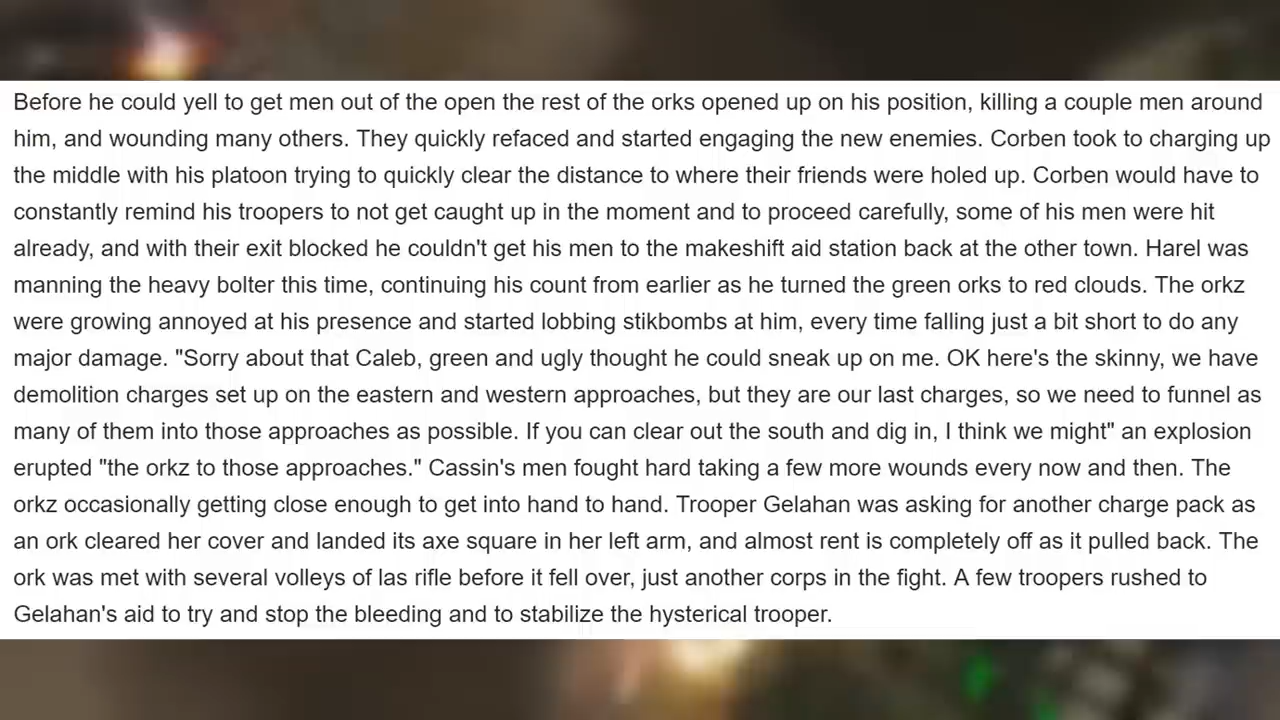 Before he could yell to get men out of the open the rest of the orks opened up on his position, killing a couple men around
him, and wounding many others. They quickly refaced and started engaging the new enemies. Corben took to charging up
the middle with his platoon trying to quickly clear the distance to where their friends were holed up. Corben would have to
constantly remind his troopers to not get caught up in the moment and to proceed carefully, some of his men were hit
already, and with their exit blocked he couldn't get his men to the makeshift aid station back at the other town. Harel was
manning the heavy bolter this time, continuing his count from earlier as he turned the green orks to red clouds. The orkz
were growing annoyed at his presence and started lobbing stikbombs at him, every time falling just a bit short to do any
major damage. "Sorry about that Caleb, green and ugly thought he could sneak up on me. OK here's the skinny, we have
demolition charges set up on the eastern and western approaches, but they are our last charges, so we need to funnel as
many of them into those approaches as possible. If you can clear out the south and dig in, I think we might" an explosion
erupted "the orkz to those approaches." Cassin's men fought hard taking a few more wounds every now and then. The
orkz occasionally getting close enough to get into hand to hand. Trooper Gelahan was asking for another charge pack as
an ork cleared her cover and landed its axe square in her left arm, and almost rent is completely off as it pulled back. The
ork was met with several volleys of las rifle before it fell over, just another corps in the fight. A few troopers rushed to
Gelahan's aid to try and stop the bleeding and to stabilize the hysterical trooper.